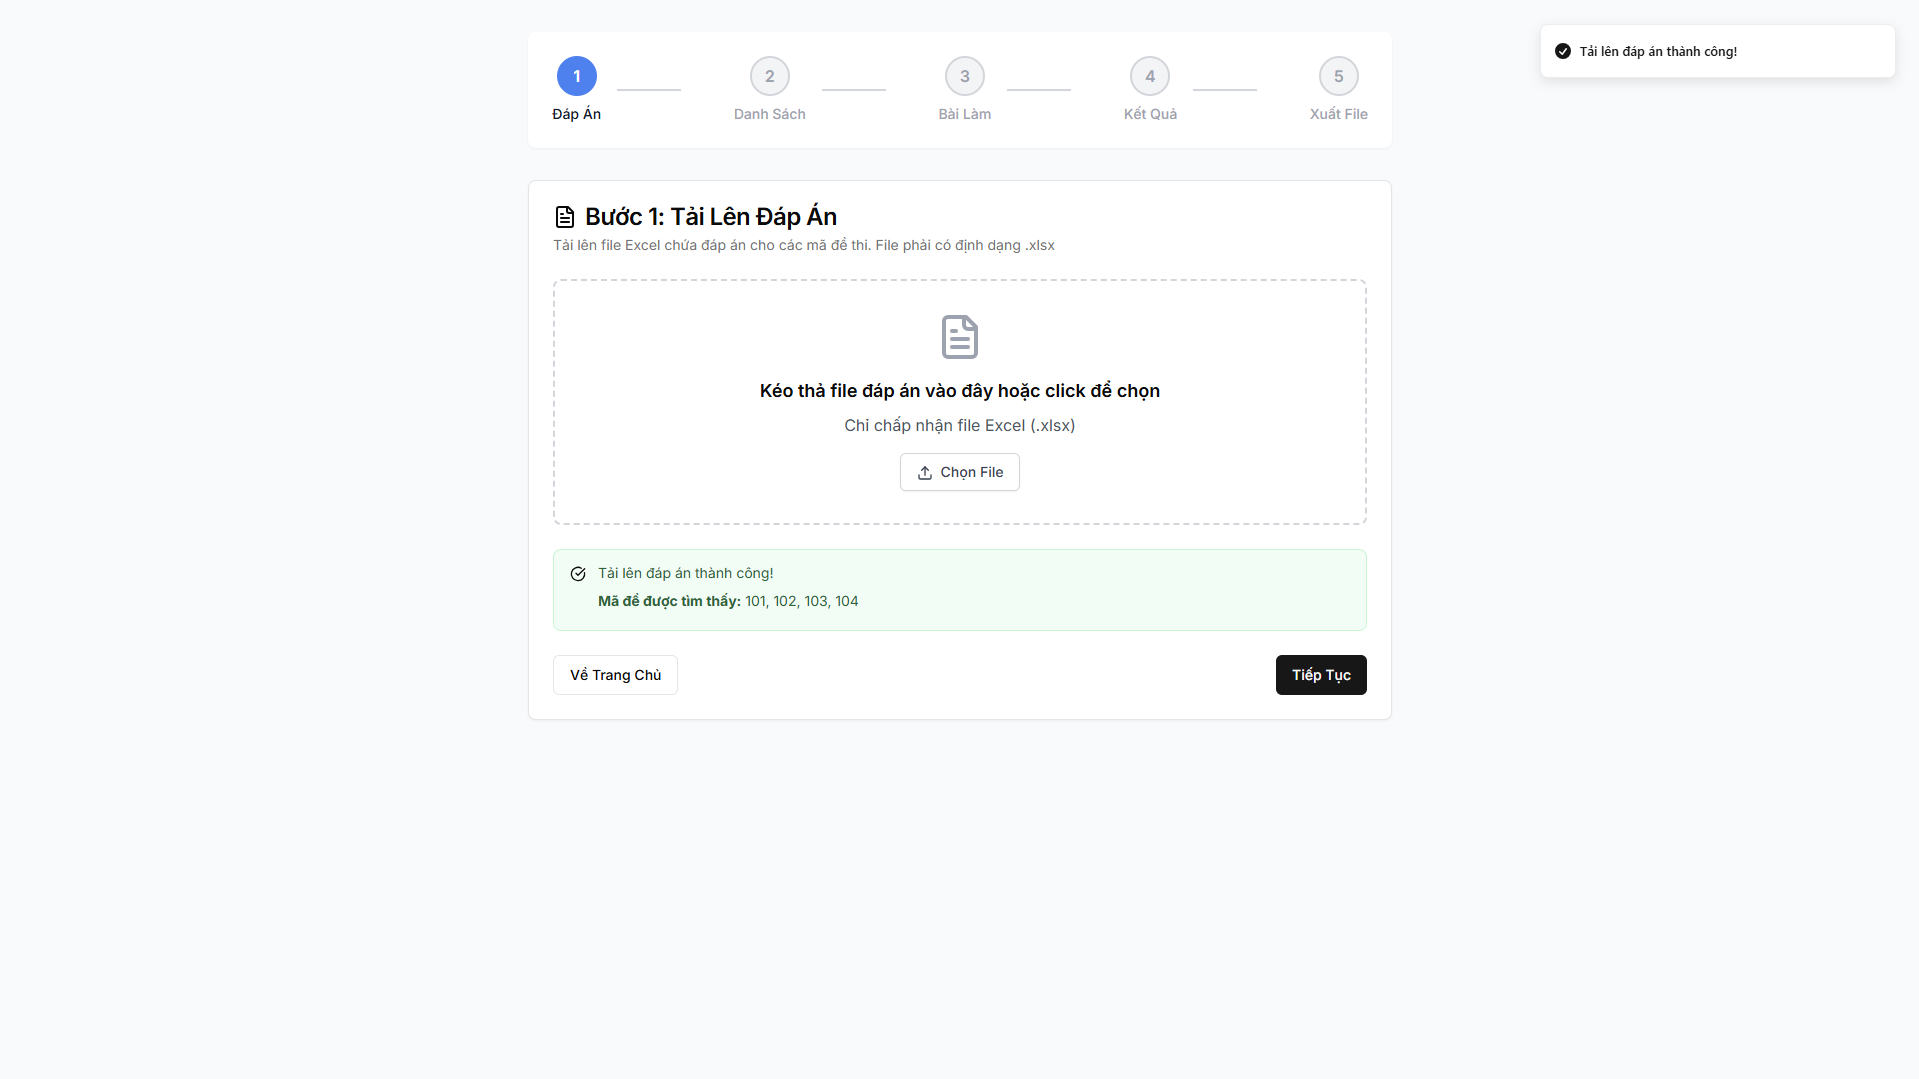 1
2
3
4
5
Đáp Án
Danh Sách
Bài Làm
Kết Quả
Xuất File
Tải lên đáp án thành công!
Bước 1: Tải Lên Đáp Án
Tải lên file Excel chứa đáp án cho các mã đề thi. File phải có định dạng .xlsx
Kéo thả file đáp án vào đây hoặc click để chọn
Chỉ chấp nhận file Excel (.xlsx)
Chọn File
Tải lên đáp án thành công!
Mã đề được tìm thấy: 101, 102, 103, 104
Về Trang Chủ
Tiếp Tục